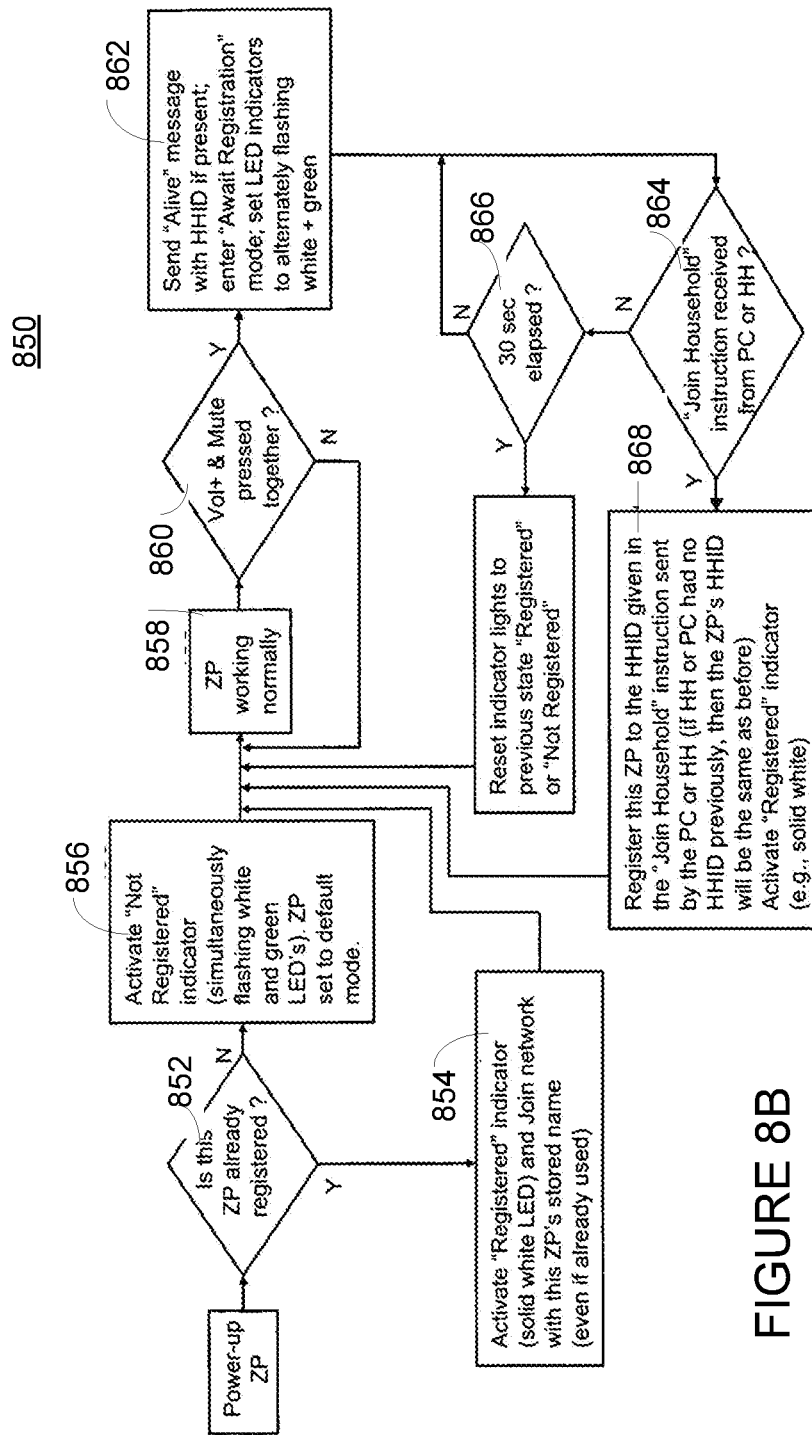 850
Power-up
ZP
852
Is this
ZP already
registered ?
N
Y
856
Activate "Not
Registered"
indicator
(simultaneously
flashing white
and green
LED's). ZP
set to default
mode.
854
Activate "Registered" indicator
(solid white LED) and Join network
with this ZP's stored name
(even if already used)
858
ZP
working
normally
860
Vol+ & Mute
pressed
together ?
Y
N
862
Send "Alive" message
with HHID if present;
enter "Await Registration"
mode; set LED indicators
to alternately flashing
white + green
864
"Join Household"
instruction received
from PC or HH ?
N
Y
866
30 sec
elapsed ?
N
Y
Reset indicator lights to
previous state "Registered"
or "Not Registered"
868
Register this ZP to the HHID given in
the "Join Household" instruction sent
by the PC or HH (if HH or PC had no
HHID previously, then the ZP's HHID
will be the same as before)
Activate "Registered" indicator
(e.g., solid white)
FIGURE 8B